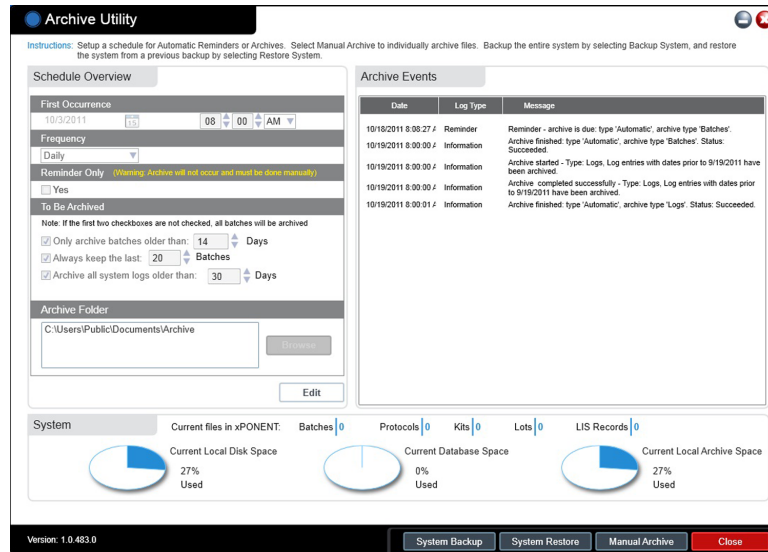 Archive Utility
Instructions: Setup a schedule for Automatic Reminders or Archives. Select Manual Archive to individually archive files. Backup the entire system by selecting Backup System, and restore
the system from a previous backup by selecting Restore System.
Schedule Overview
First Occurrence
10/3/2011 15 08 00 AM
Frequency
Daily
Reminder Only (Warning: Archive will not occur and must be done manually)
Yes
To Be Archived
Note: If the first two checkboxes are not checked, all batches will be archived
Only archive batches older than: 14 Days
Always keep the last: 20 Batches
Archive all system logs older than: 30 Days
Archive Folder
C:\Users\Public\Documents\Archive
Browse
Edit
Archive Events
Date Log Type Message
10/18/2011 8:08:27 A Reminder Reminder - archive is due: type 'Automatic', archive type 'Batches'.
10/19/2011 8:00:00 A Information Archive finished: type 'Automatic', archive type 'Batches'. Status:
Succeeded.
10/19/2011 8:00:00 A Information Archive started - Type: Logs, Log entries with dates prior to 9/19/2011 have
been archived.
10/19/2011 8:00:00 A Information Archive completed successfully - Type: Logs, Log entries with dates prior
to 9/19/2011 have been archived.
10/19/2011 8:00:01 A Information Archive finished: type 'Automatic', archive type 'Logs'. Status: Succeeded.
System
Current files in xPONENT: Batches 0 Protocols 0 Kits 0 Lots 0 LIS Records 0
Current Local Disk Space
27%
Used
Current Database Space
0%
Used
Current Local Archive Space
27%
Used
Version: 1.0.483.0
System Backup
System Restore
Manual Archive
Close